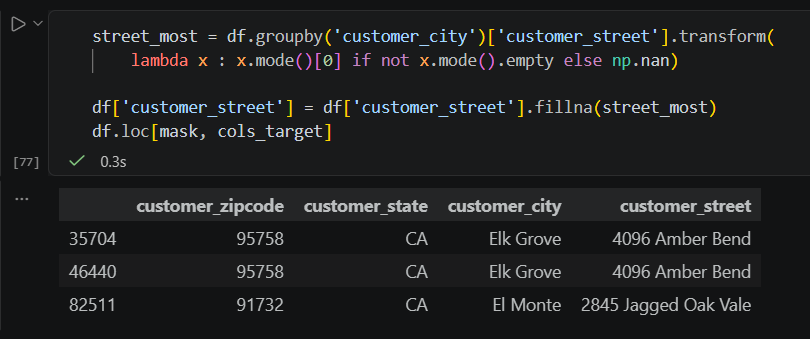 street_most = df.groupby('customer_city')['customer_street'].transform(
lambda x : x.mode()[0] if not x.mode().empty else np.nan)
df['customer_street'] = df['customer_street'].fillna(street_most)
df.loc[mask, cols_target]
[77] 0.3s
...
customer_zipcode customer_state customer_city customer_street
35704 95758 CA Elk Grove 4096 Amber Bend
46440 95758 CA Elk Grove 4096 Amber Bend
82511 91732 CA El Monte 2845 Jagged Oak Vale